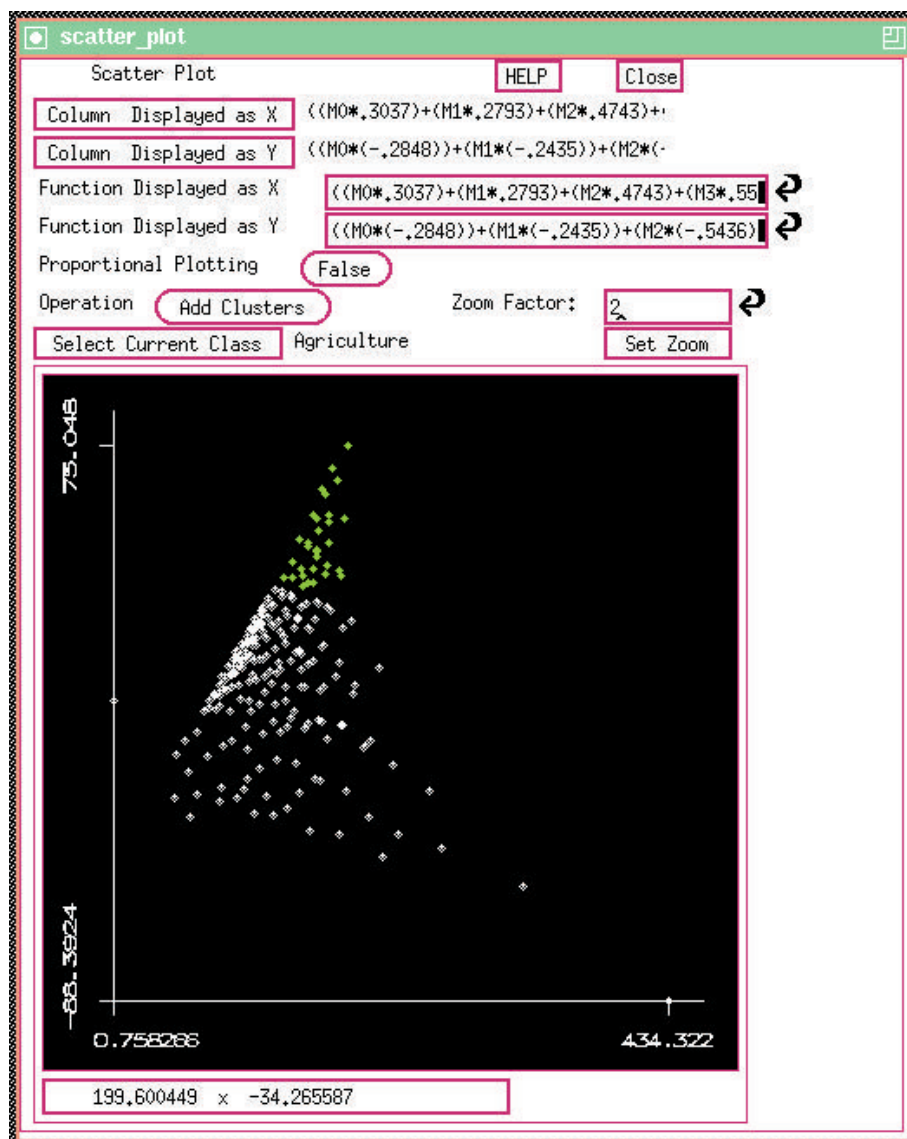 scatter_plot
Scatter Plot HELP Close
Column Displayed as X ((M0*.3037)+(M1*.2793)+(M2*.4743)+
Column Displayed as Y ((M0*(-.2848))+(M1*(-.2435))+(M2*(-
Function Displayed as X ((M0*.3037)+(M1*.2793)+(M2*.4743)+(M3*.55
Function Displayed as Y ((M0*(-.2848))+(M1*(-.2435))+(M2*(-.5436)
Proportional Plotting False
Operation Add Clusters Zoom Factor: 2
Select Current Class Agriculture Set Zoom
75.048
-88.3924
0.758266 434.322
199.600449 x -34.265587